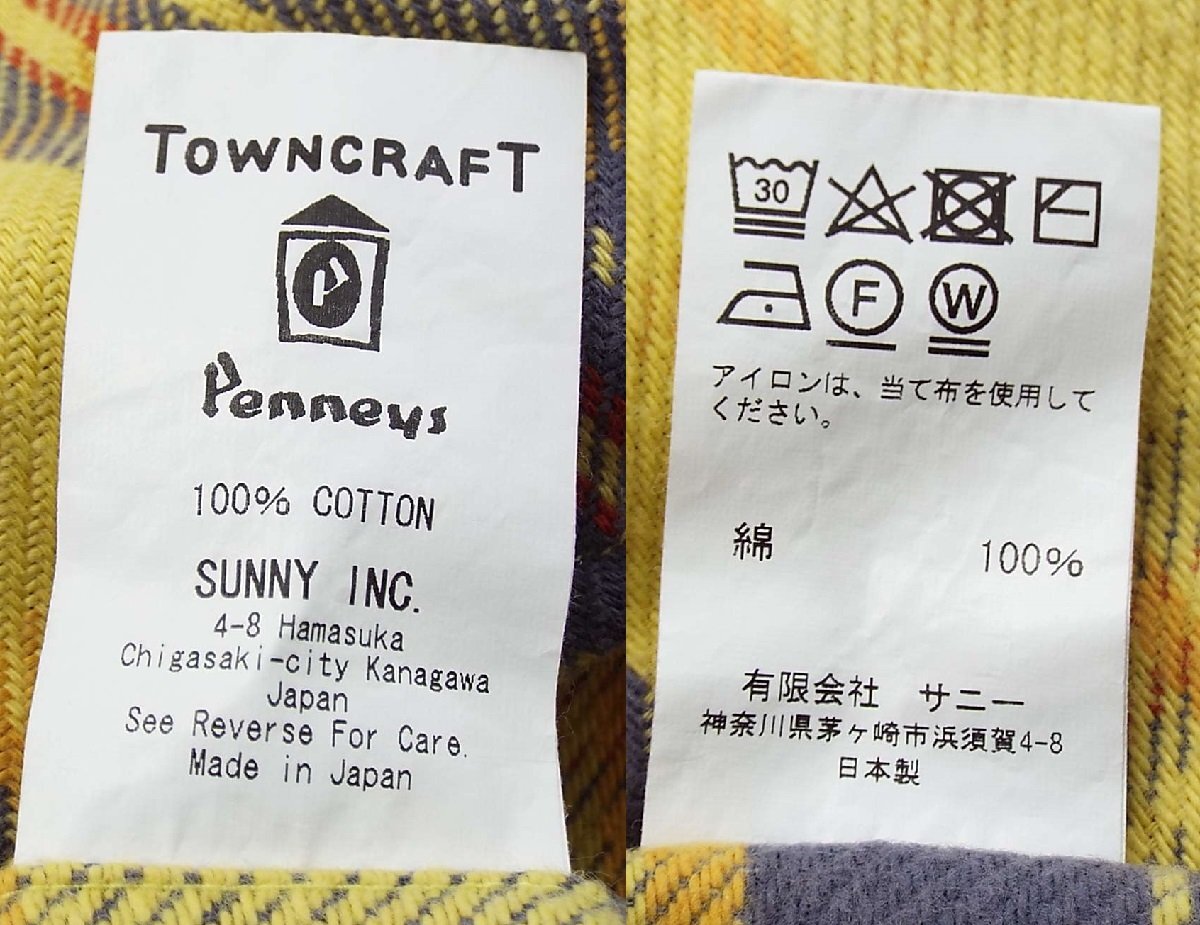 TOWNCRAFT
P
Penneys
100% COTTON
SUNNY INC.
4-8 Hamasuka
Chigasaki-city Kanagawa
Japan
See Reverse For Care.
Made in Japan
30
F W
アイロンは、当て布を使用して
ください。
綿 100%
有限会社 サニー
神奈川県茅ヶ崎市浜須賀4-8
日本製